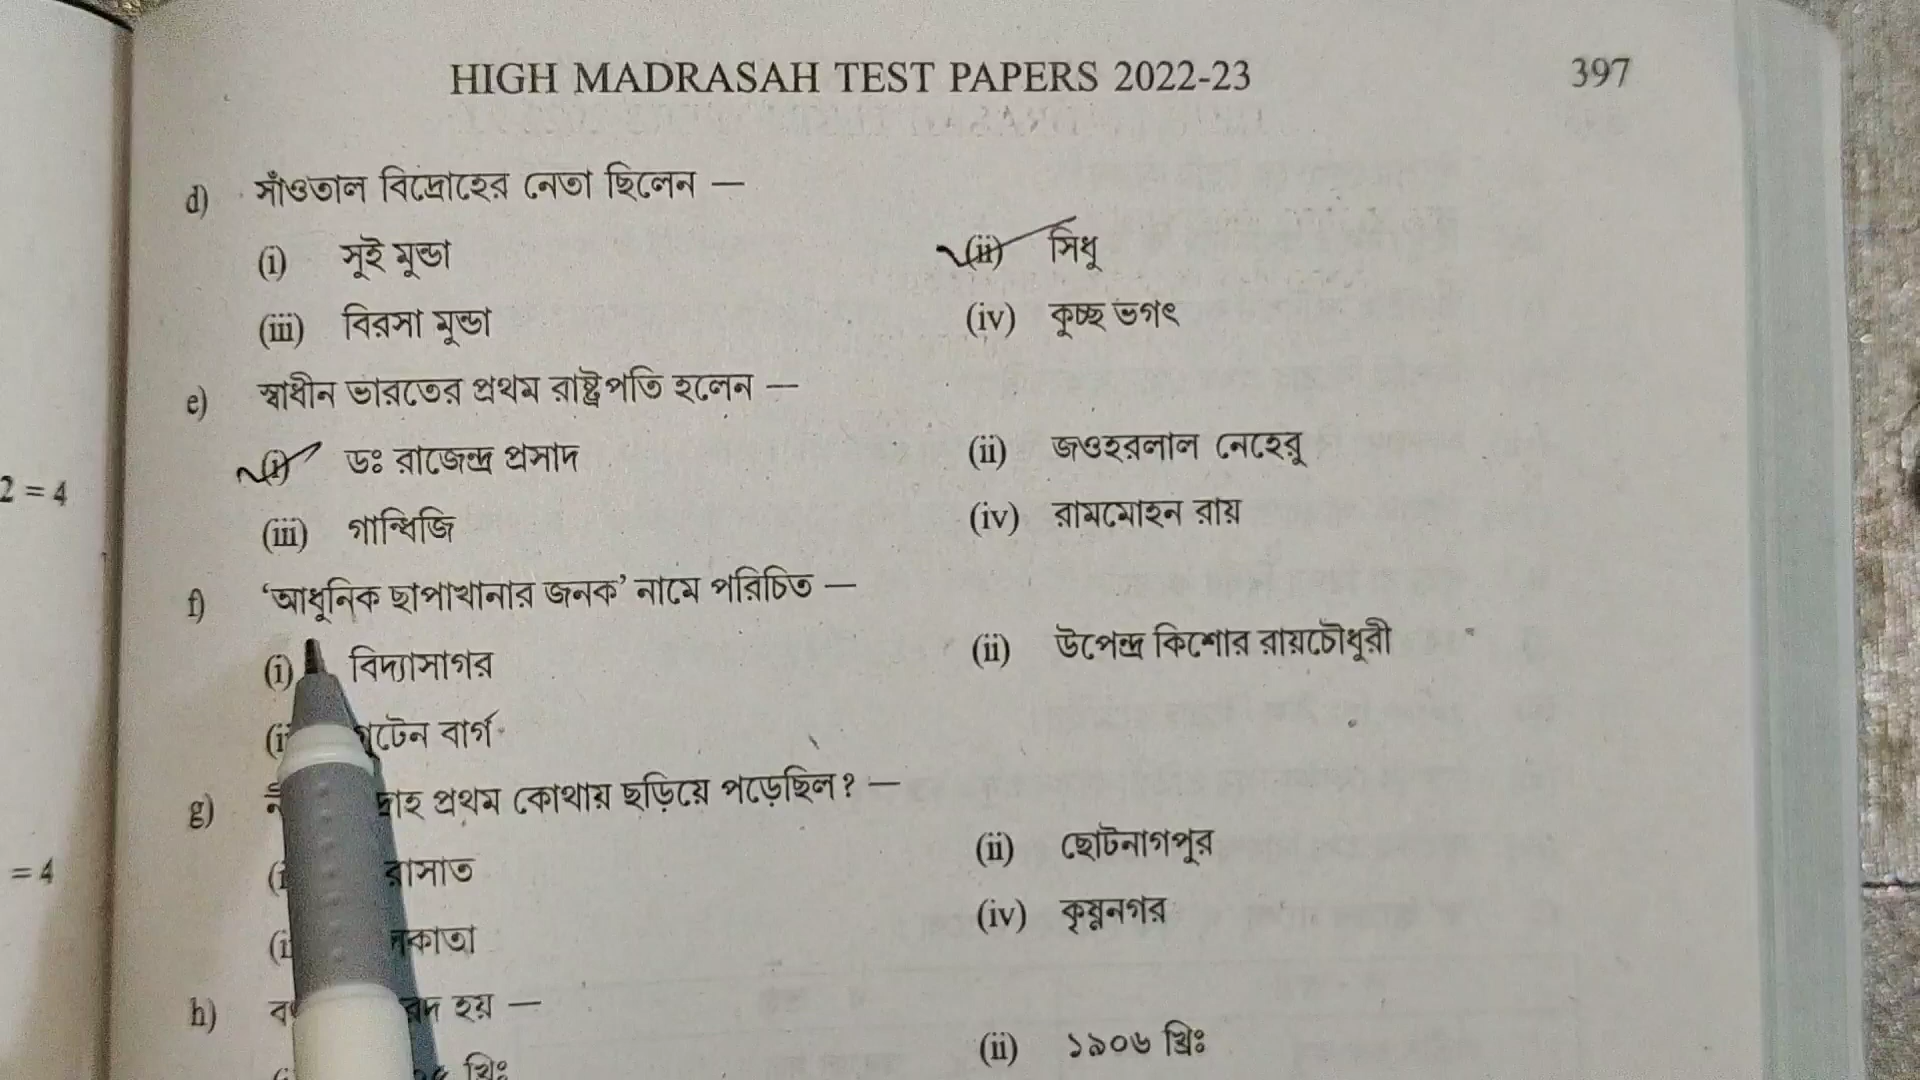 HIGH MADRASAH TEST PAPERS 2022-23 397
d) সাঁওতাল বিদ্রোহের নেতা ছিলেন —
(i) সুই মুন্ডা (ii) সিধু
(iii) বিরসা মুন্ডা (iv) কুচ্ছ ভগৎ
e) স্বাধীন ভারতের প্রথম রাষ্ট্রপতি হলেন —
(i) ডঃ রাজেন্দ্র প্রসাদ (ii) জওহরলাল নেহেরু
2 = 4
(iii) গান্ধিজি (iv) রামমোহন রায়
f) ‘আধুনিক ছাপাখানার জনক’ নামে পরিচিত —
(i) বিদ্যাসাগর (ii) উপেন্দ্র কিশোর রায়চৌধুরী
বার্গ
g) প্রথম কোথায় ছড়িয়ে পড়েছিল? —
(ii) ছোটনাগপুর
= 4
(iv) কৃষ্ণনগর
h) হয় —
খ্রিঃ (ii) ১৯০৬ খ্রিঃ